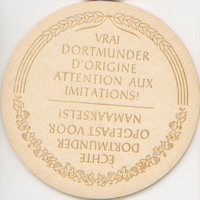 VRAI
DORTMUNDER
D'ORIGINE
ATTENTION AUX
IMITATIONS!
ECHTE
DORTMUNDER
OPGEPAST VOOR
NAMAAKSELS!